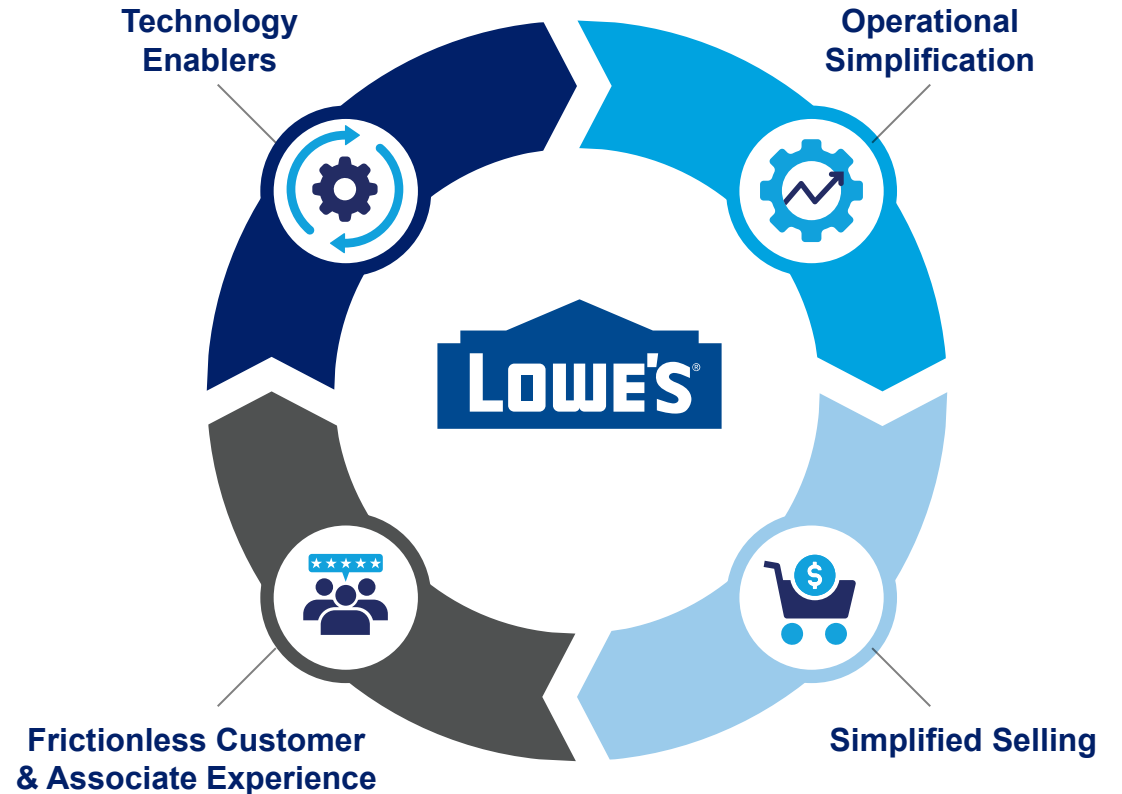 Technology
Enablers
Operational
Simplification
LOWE'S®
$
Frictionless Customer
& Associate Experience
Simplified Selling